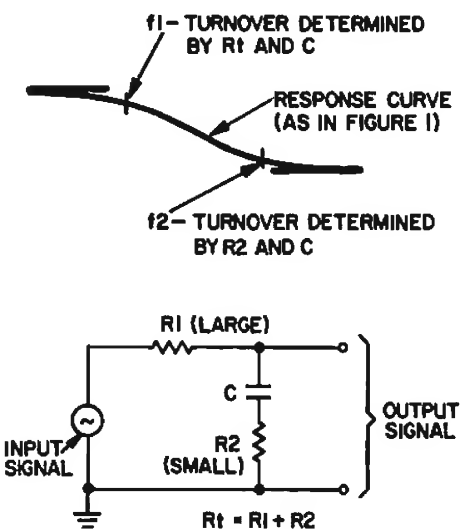 f1– TURNOVER DETERMINED
BY Rt AND C
RESPONSE CURVE
(AS IN FIGURE 1)
f2– TURNOVER DETERMINED
BY R2 AND C
R1 (LARGE)
C
R2
(SMALL)
INPUT
SIGNAL
~
OUTPUT
SIGNAL
Rt = R1 + R2